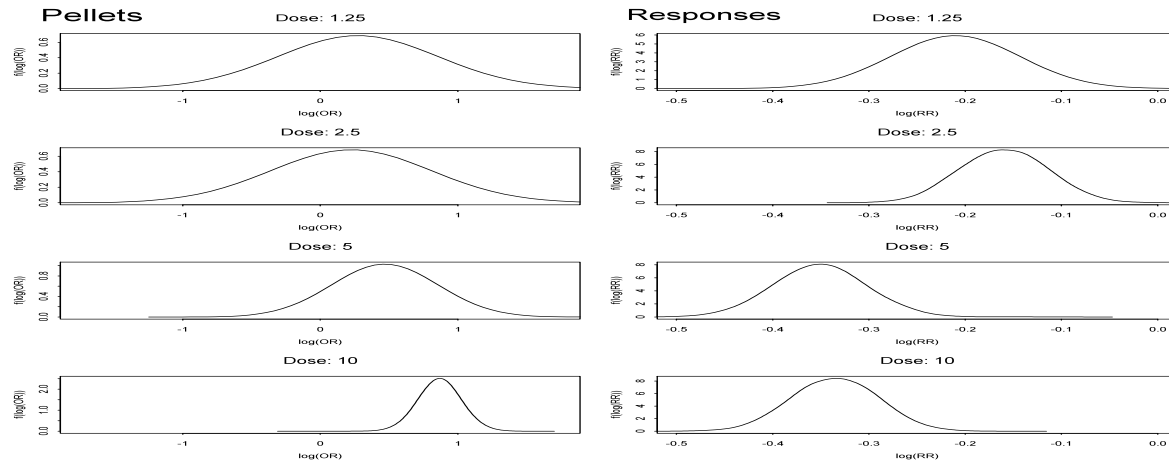 Pellets
Dose: 1.25
f(log(OR))
0.0 0.2 0.4 0.6
-1 0 1
log(OR)
Dose: 2.5
f(log(OR))
0.0 0.2 0.4 0.6
-1 0 1
log(OR)
Dose: 5
f(log(OR))
0.0 0.4 0.8
-1 0 1
log(OR)
Dose: 10
f(log(OR))
0.0 1.0 2.0
-1 0 1
log(OR)
Responses
Dose: 1.25
f(log(RR))
0 1 2 3 4 5 6
-0.5 -0.4 -0.3 -0.2 -0.1 0.0
log(RR)
Dose: 2.5
f(log(RR))
0 2 4 6 8
-0.5 -0.4 -0.3 -0.2 -0.1 0.0
log(RR)
Dose: 5
f(log(RR))
0 2 4 6 8
-0.5 -0.4 -0.3 -0.2 -0.1 0.0
log(RR)
Dose: 10
f(log(RR))
0 2 4 6 8
-0.5 -0.4 -0.3 -0.2 -0.1 0.0
log(RR)